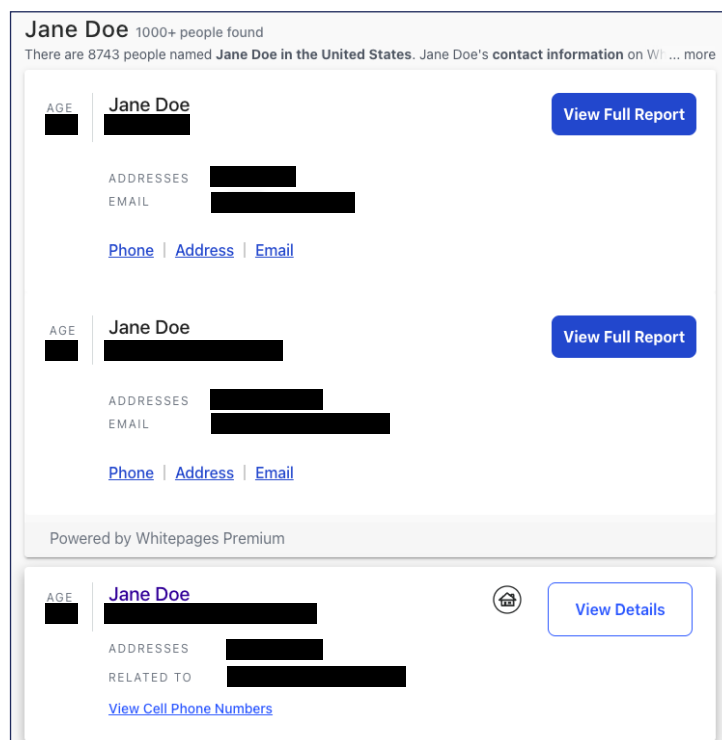 Jane Doe 1000+ people found
There are 8743 people named Jane Doe in the United States. Jane Doe's contact information on Wh ... more
AGE
Jane Doe
View Full Report
ADDRESSES
EMAIL
Phone | Address | Email
AGE
Jane Doe
View Full Report
ADDRESSES
EMAIL
Phone | Address | Email
Powered by Whitepages Premium
AGE
Jane Doe
View Details
ADDRESSES
RELATED TO
View Cell Phone Numbers